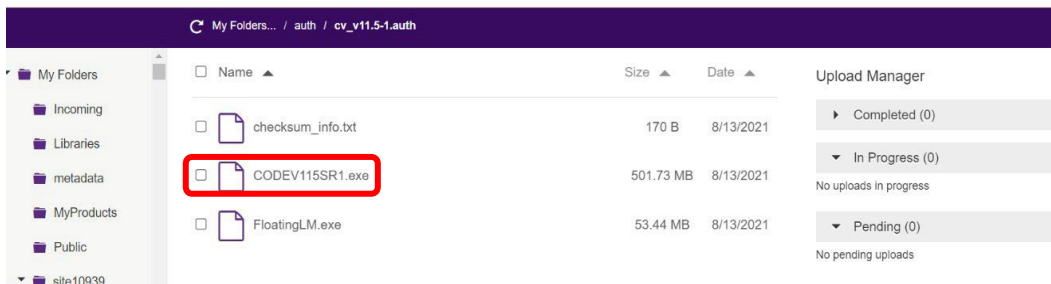 My Folders... / auth / cv_v11.5-1.auth
My Folders
Incoming
Libraries
metadata
MyProducts
Public
site10939
Name Size Date
checksum_info.txt 170 B 8/13/2021
CODEV115SR1.exe 501.73 MB 8/13/2021
FloatingLM.exe 53.44 MB 8/13/2021
Upload Manager
Completed (0)
In Progress (0)
No uploads in progress
Pending (0)
No pending uploads